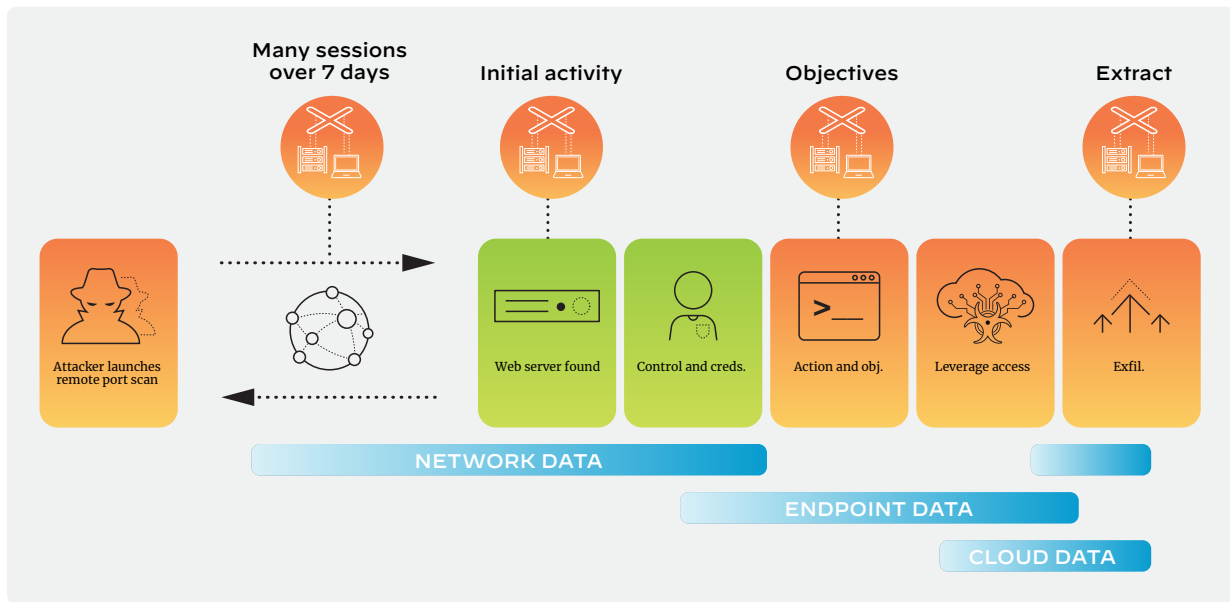 Many sessions
over 7 days
Initial activity
Objectives
Extract
Attacker launches
remote port scan
Web server found
Control and creds.
>_
Action and obj.
Leverage access
Exfil.
NETWORK DATA
ENDPOINT DATA
CLOUD DATA